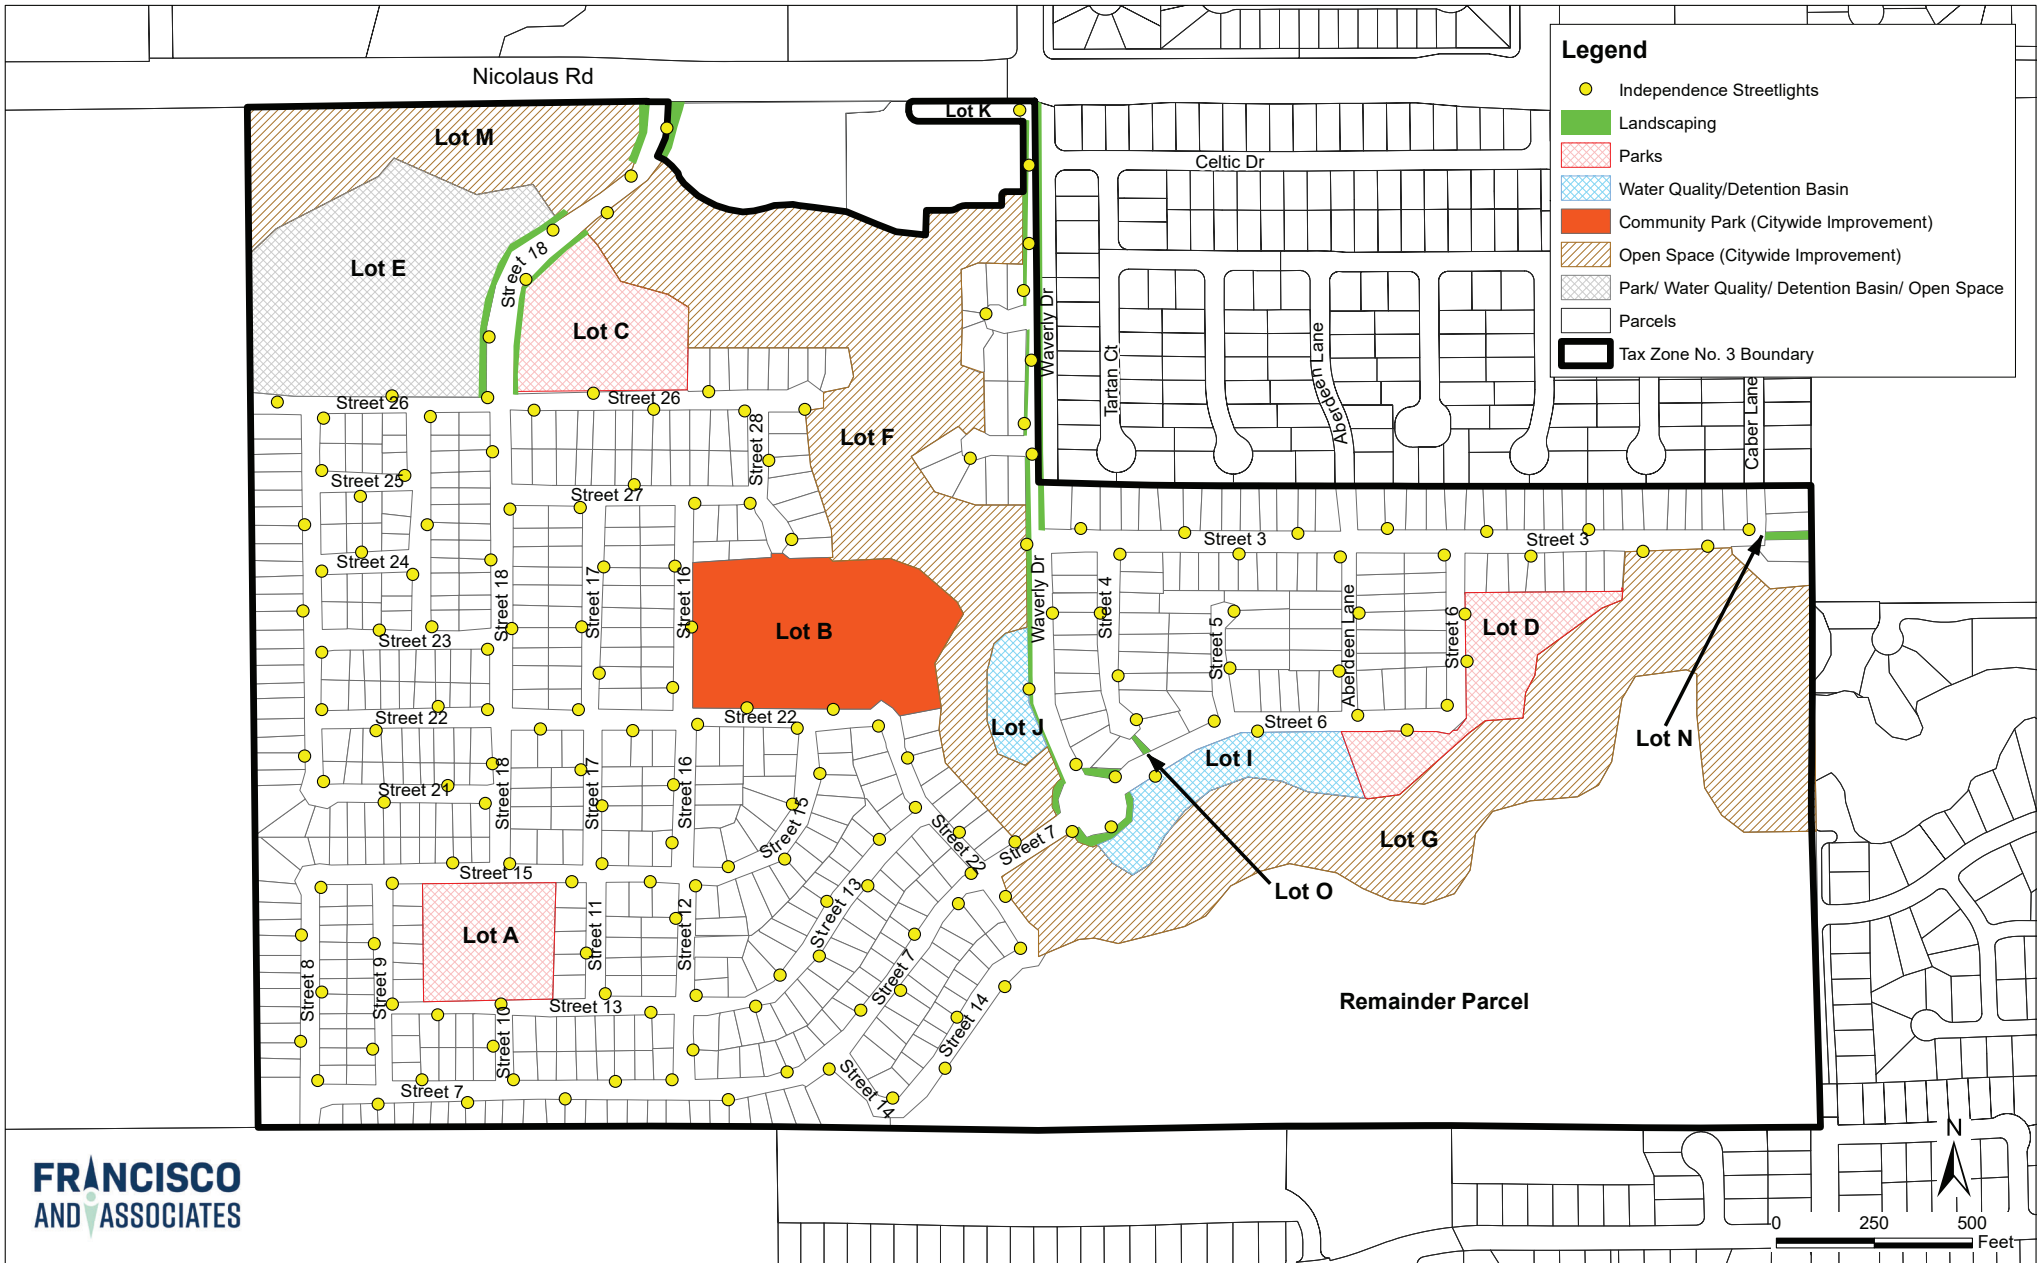 Nicolaus Rd
Legend
Independence Streetlights
Landscaping
Parks
Water Quality/Detention Basin
Community Park (Citywide Improvement)
Open Space (Citywide Improvement)
Park/ Water Quality/ Detention Basin/ Open Space
Parcels
Tax Zone No. 3 Boundary
Lot K
Lot M
Celtic Dr
Lot E
Street 18
Lot C
Waverly Dr
Tartan Ct
Aberdeen Lane
Caber Lane
Street 26
Street 26
Street 28
Lot F
Street 25
Street 27
Street 24
Street 3
Street 3
Street 18
Street 17
Street 16
Waverly Dr
Street 4
Street 5
Aberdeen Lane
Street 6
Lot D
Lot B
Street 23
Street 22
Street 22
Lot J
Street 6
Lot I
Lot N
Street 21
Street 18
Street 17
Street 16
Street 15
Street 22
Street 7
Lot G
Street 15
Lot O
Street 13
Lot A
Street 11
Street 12
Street 8
Street 9
Street 7
Street 10
Street 13
Street 14
Remainder Parcel
Street 7
Street 14
FRANCISCO
AND ASSOCIATES
N
0 250 500
Feet